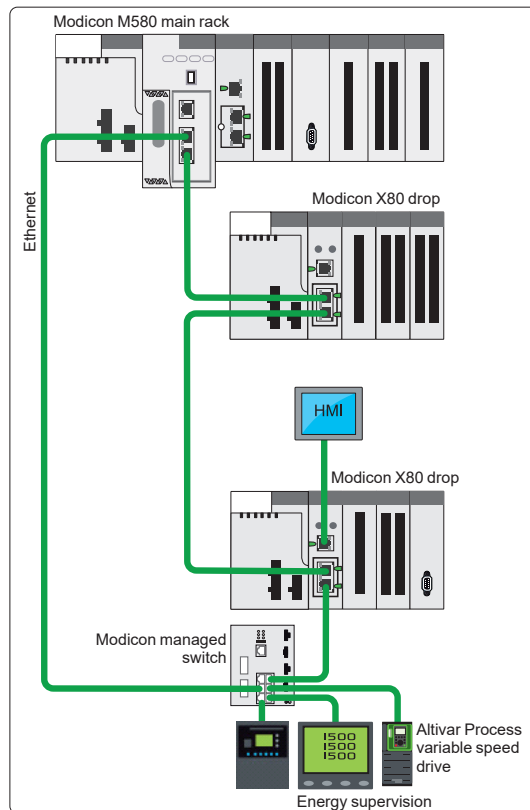 Modicon M580 main rack
Ethernet
Modicon X80 drop
HMI
Modicon X80 drop
Modicon managed
switch
1500
1500
1500
Altivar Process
variable speed
drive
Energy supervision